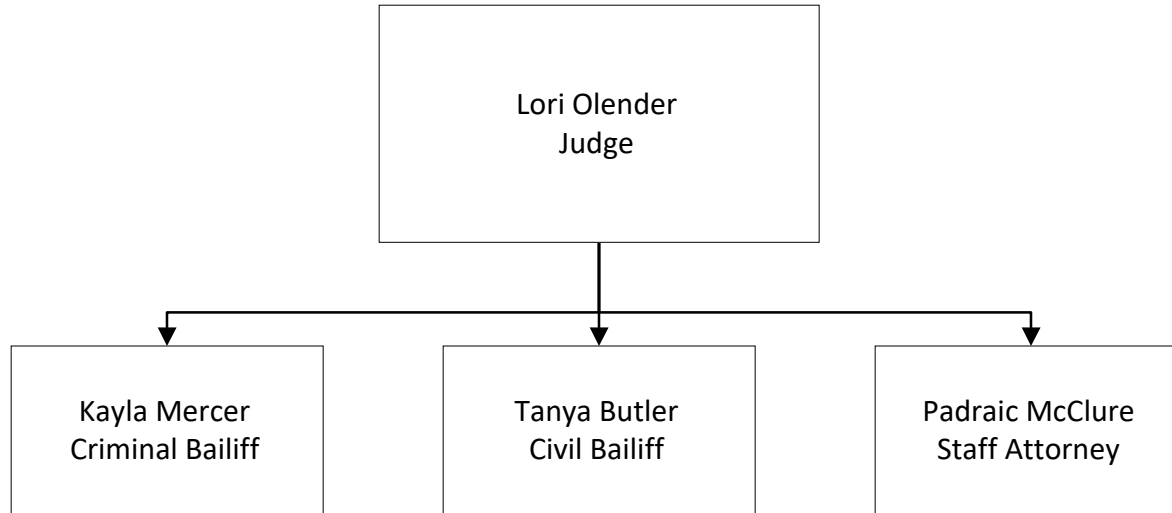 Lori Olender
Judge
Kayla Mercer
Criminal Bailiff
Tanya Butler
Civil Bailiff
Padraic McClure
Staff Attorney